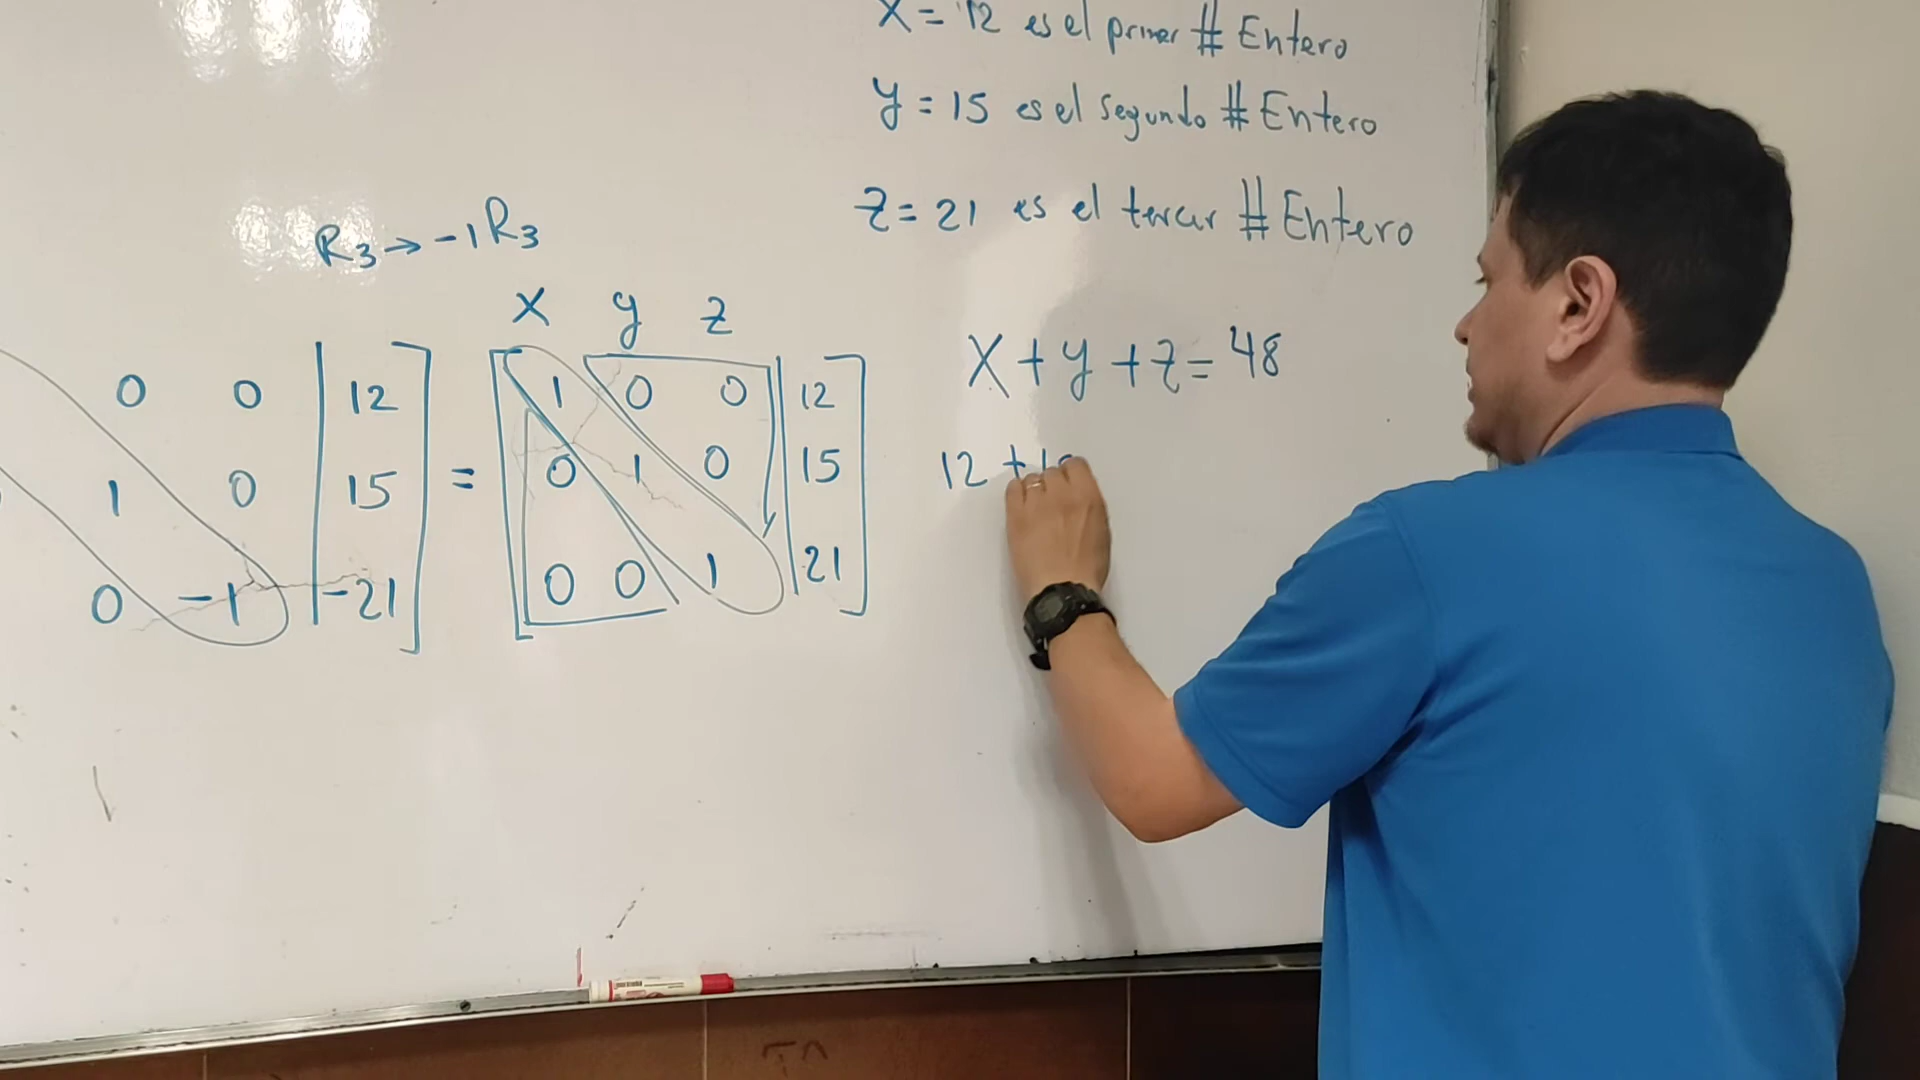 X = 12 es el primer # Entero
y = 15 es el segundo # Entero
z = 21 es el tercer # Entero
R3 → -1R3
x y z
0 0 | 12 ] [ 1 0 0 | 12 ]
1 0 | 15 ] = [ 0 1 0 | 15 ]
0 -1 | -21 ] [ 0 0 1 | 21 ]
X + y + z = 48
12 + 1